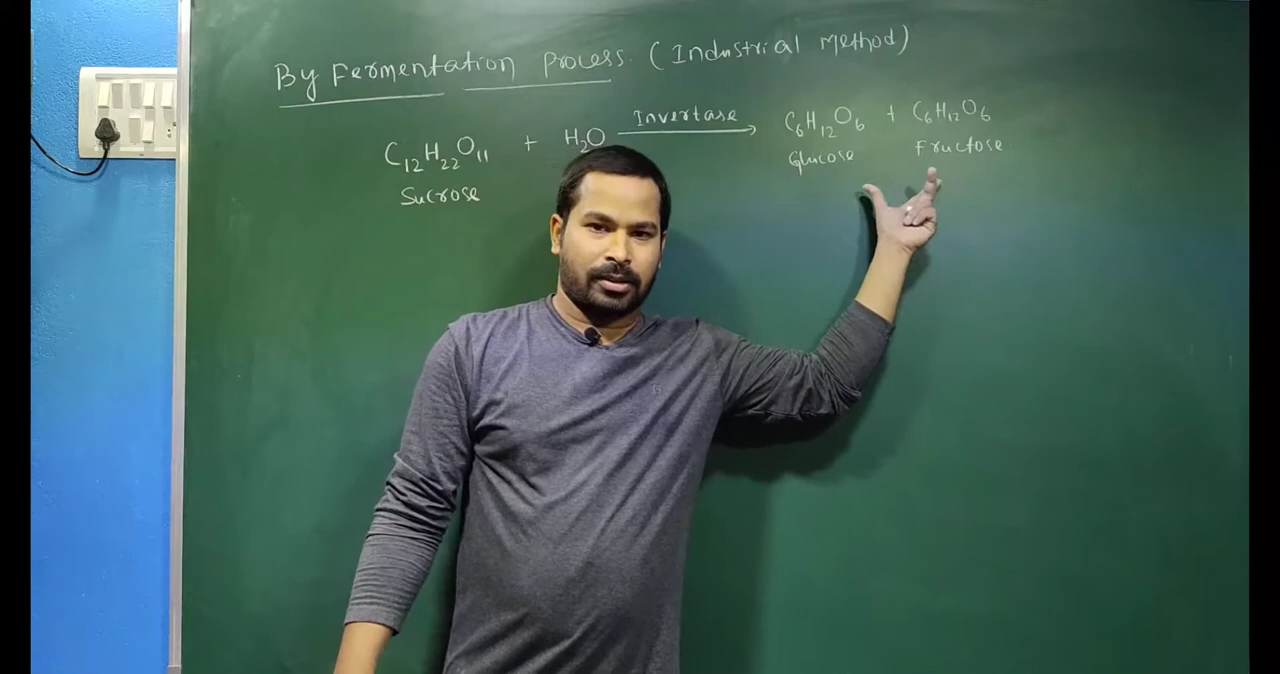 By Fermentation Process. (Industrial Method)
C₁₂H₂₂O₁₁ + H₂O Invertase → C₆H₁₂O₆ + C₆H₁₂O₆
Sucrose Glucose Fructose